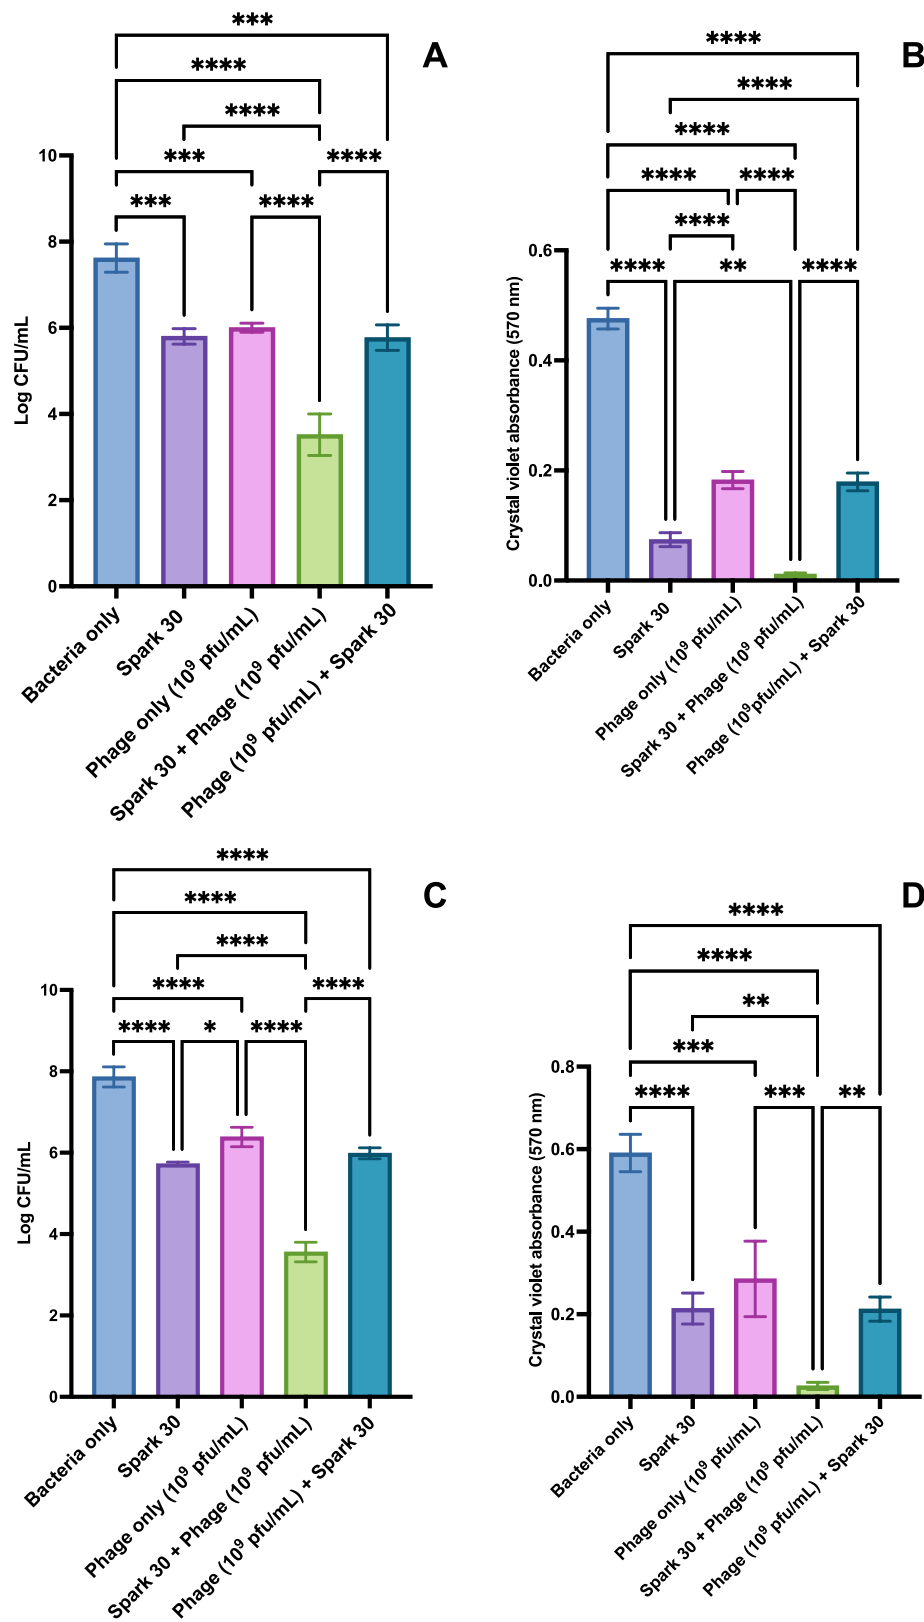 A
***
****
****
***
****
***
****
10
8
6
4
2
0
Log CFU/mL
Bacteria only
Spark 30
Phage only (10⁹ pfu/mL)
Spark 30 + Phage (10⁹ pfu/mL)
Phage (10⁹ pfu/mL) + Spark 30
B
****
****
****
****
****
****
****
**
****
0.6
0.4
0.2
0.0
Crystal violet absorbance (570 nm)
Bacteria only
Spark 30
Phage only (10⁹ pfu/mL)
Spark 30 + Phage (10⁹ pfu/mL)
Phage (10⁹pfu/mL) + Spark 30
C
****
****
****
****
****
****
*
****
10
8
6
4
2
0
Log CFU/mL
Bacteria only
Spark 30
Phage only (10⁹ pfu/mL)
Spark 30 + Phage (10⁹ pfu/mL)
Phage (10⁹ pfu/mL) + Spark 30
D
****
****
**
***
****
***
**
0.8
0.6
0.4
0.2
0.0
Crystal violet absorbance (570 nm)
Bacteria only
Spark 30
Phage only (10⁹ pfu/mL)
Spark 30 + Phage (10⁹ pfu/mL)
Phage (10⁹ pfu/mL) + Spark 30